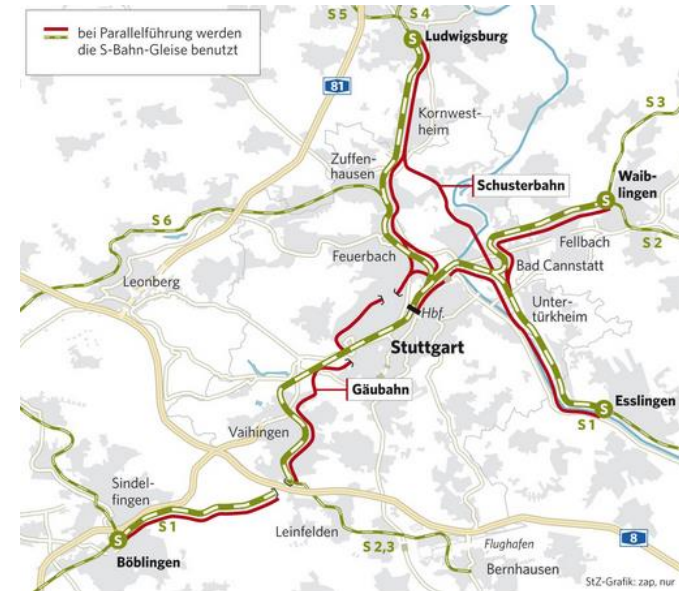 bei Parallelführung werden
die S-Bahn-Gleise benutzt
S 5
S 4
S
Ludwigsburg
81
Kornwest-
heim
S 3
Zuffen-
hausen
Schusterbahn
Waib-
lingen
S
S 6
Fellbach
S 2
Feuerbach
Bad Cannstatt
Leonberg
Hbf.
Unter-
türkheim
Stuttgart
Gäubahn
S
Esslingen
S 1
Vaihingen
Sindel-
fingen
S 1
Leinfelden
S
Böblingen
S 2,3
Flughafen
8
Bernhausen
StZ-Grafik: zap, nur